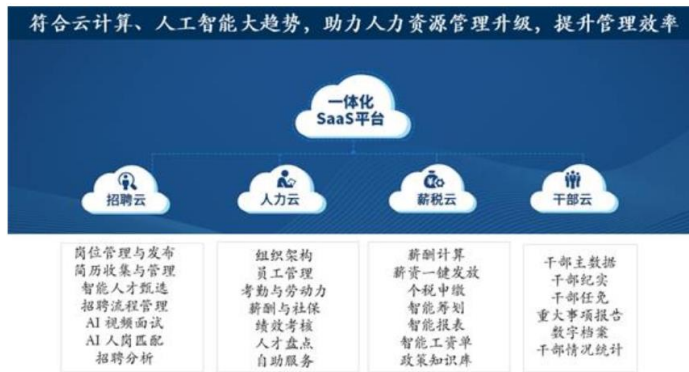 符合云计算、人工智能大趋势，助力人力资源管理升级，提升管理效率
一体化
SaaS平台
招聘云
人力云
薪税云
干部云
岗位管理与发布
简历收集与管理
智能人才甄选
招聘流程管理
AI 视频面试
AI 人岗匹配
招聘分析
组织架构
员工管理
考勤与劳动力
薪酬与社保
绩效考核
人才盘点
自助服务
薪酬计算
薪资一键发放
个税申缴
智能筹划
智能报表
智能工资单
政策知识库
干部主数据
干部纪实
干部任免
重大事项报告
数字档案
干部情况统计